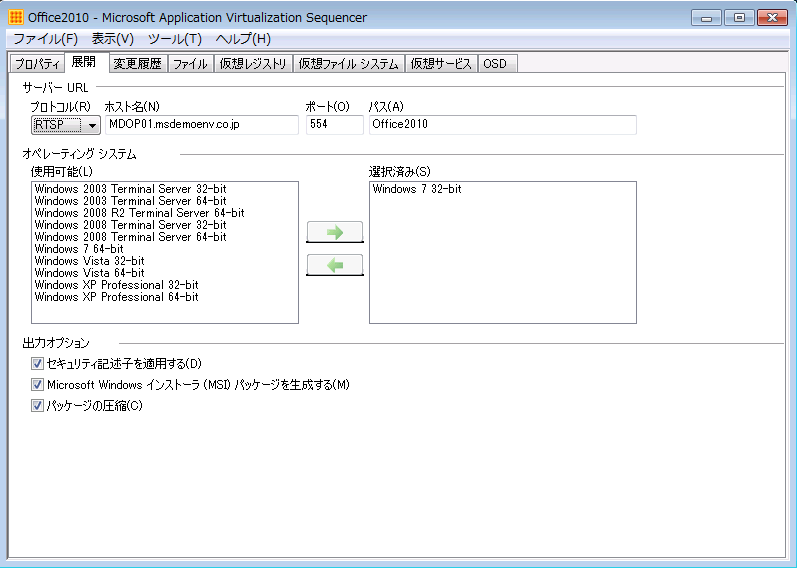 Office2010 - Microsoft Application Virtualization Sequencer
ファイル(F) 表示(V) ツール(T) ヘルプ(H)
プロパティ 展開 変更履歴 ファイル 仮想レジストリ 仮想ファイル システム 仮想サービス OSD
サーバー URL
プロトコル(R) ホスト名(N) ポート(O) パス(A)
RTSP MDOP01.msdemoenv.co.jp 554 Office2010
オペレーティング システム
使用可能(L) 選択済み(S)
Windows 2003 Terminal Server 32-bit Windows 7 32-bit
Windows 2003 Terminal Server 64-bit
Windows 2008 R2 Terminal Server 64-bit
Windows 2008 Terminal Server 32-bit
Windows 2008 Terminal Server 64-bit
Windows 7 64-bit
Windows Vista 32-bit
Windows Vista 64-bit
Windows XP Professional 32-bit
Windows XP Professional 64-bit
出力オプション
セキュリティ記述子を適用する(D)
Microsoft Windows インストーラ (MSI) パッケージを生成する(M)
パッケージの圧縮(C)